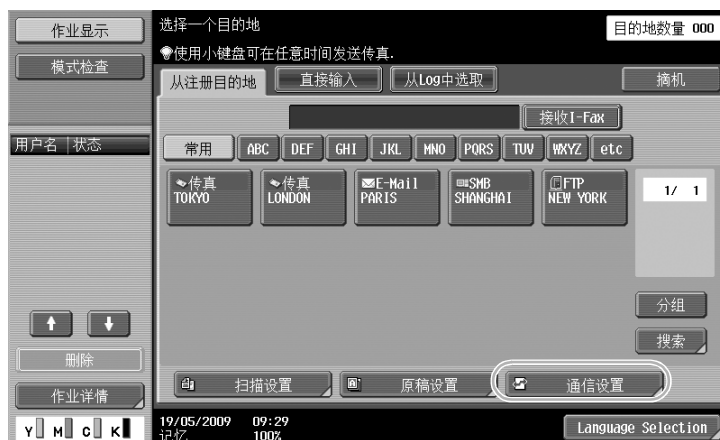 作业显示
模式检查
用户名 状态
删除
作业详情
Y M C K
选择一个目的地
目的地数量 000
使用小键盘可在任意时间发送传真.
从注册目的地 直接输入 从Log中选取 摘机
接收I-Fax
常用 ABC DEF GHI JKL MNO PQRS TUV WXYZ etc
传真 TOKYO
传真 LONDON
E-Mail PARIS
SMB SHANGHAI
FTP NEW YORK
1/ 1
分组
搜索
扫描设置 原稿设置 通信设置
19/05/2009 09:29
记忆 100%
Language Selection